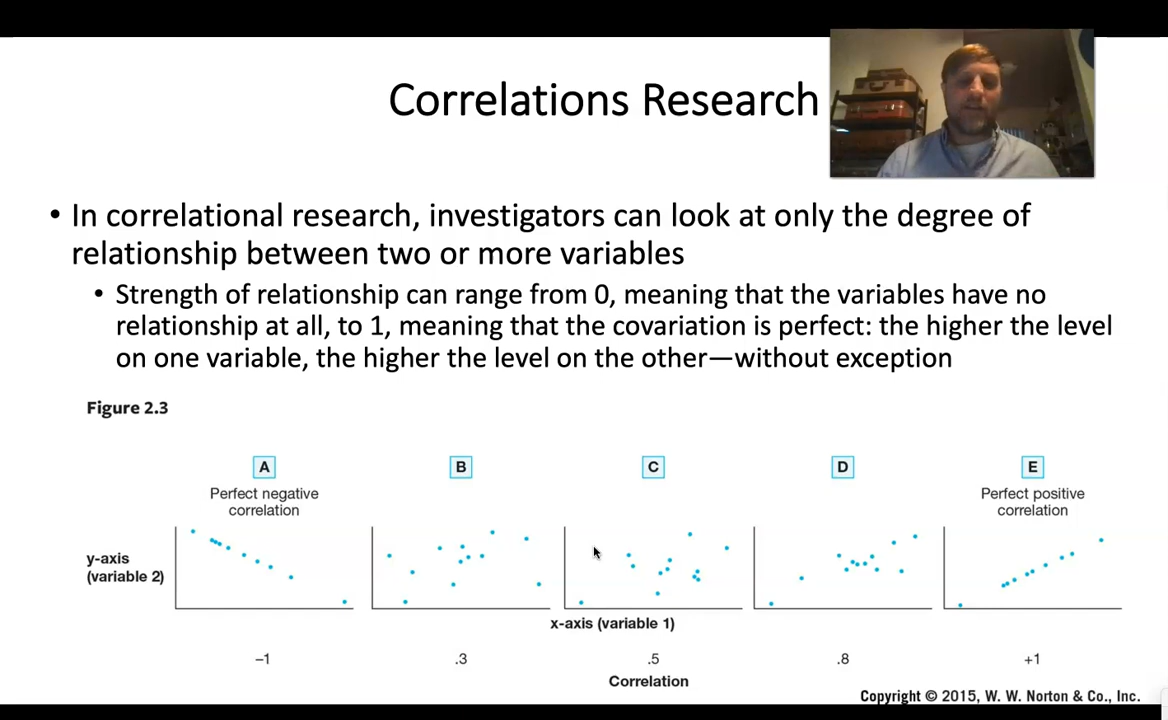 Correlations Research
• In correlational research, investigators can look at only the degree of
relationship between two or more variables
• Strength of relationship can range from 0, meaning that the variables have no
relationship at all, to 1, meaning that the covariation is perfect: the higher the level
on one variable, the higher the level on the other—without exception
Figure 2.3
A B C D E
Perfect negative
correlation
Perfect positive
correlation
y-axis
(variable 2)
x-axis (variable 1)
–1 .3 .5 .8 +1
Correlation
Copyright © 2015, W. W. Norton & Co., Inc.